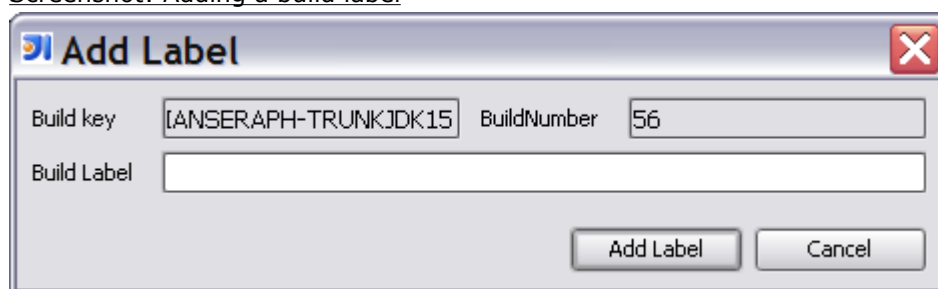 Screenshot: Adding a build label
Add Label
Build key [ANSERAPH-TRUNKJDK15 BuildNumber 56
Build Label
Add Label Cancel